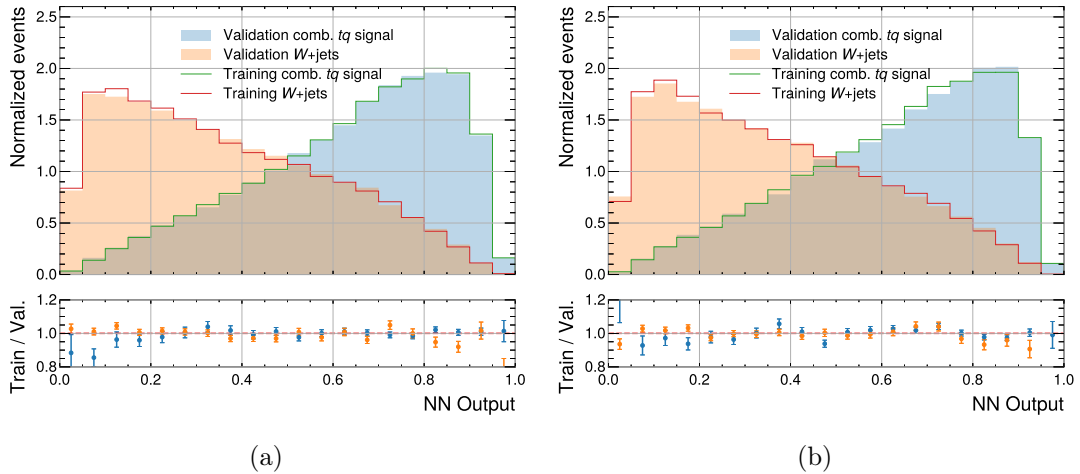 Normalized events
2.5
2.0
1.5
1.0
0.5
0.0
Validation comb. tq signal
Validation W+jets
Training comb. tq signal
Training W+jets
Train / Val.
1.2
1.0
0.8
0.0 0.2 0.4 0.6 0.8 1.0
NN Output
(a)
Normalized events
2.5
2.0
1.5
1.0
0.5
0.0
Validation comb. tq signal
Validation W+jets
Training comb. tq signal
Training W+jets
Train / Val.
1.2
1.0
0.8
0.0 0.2 0.4 0.6 0.8 1.0
NN Output
(b)